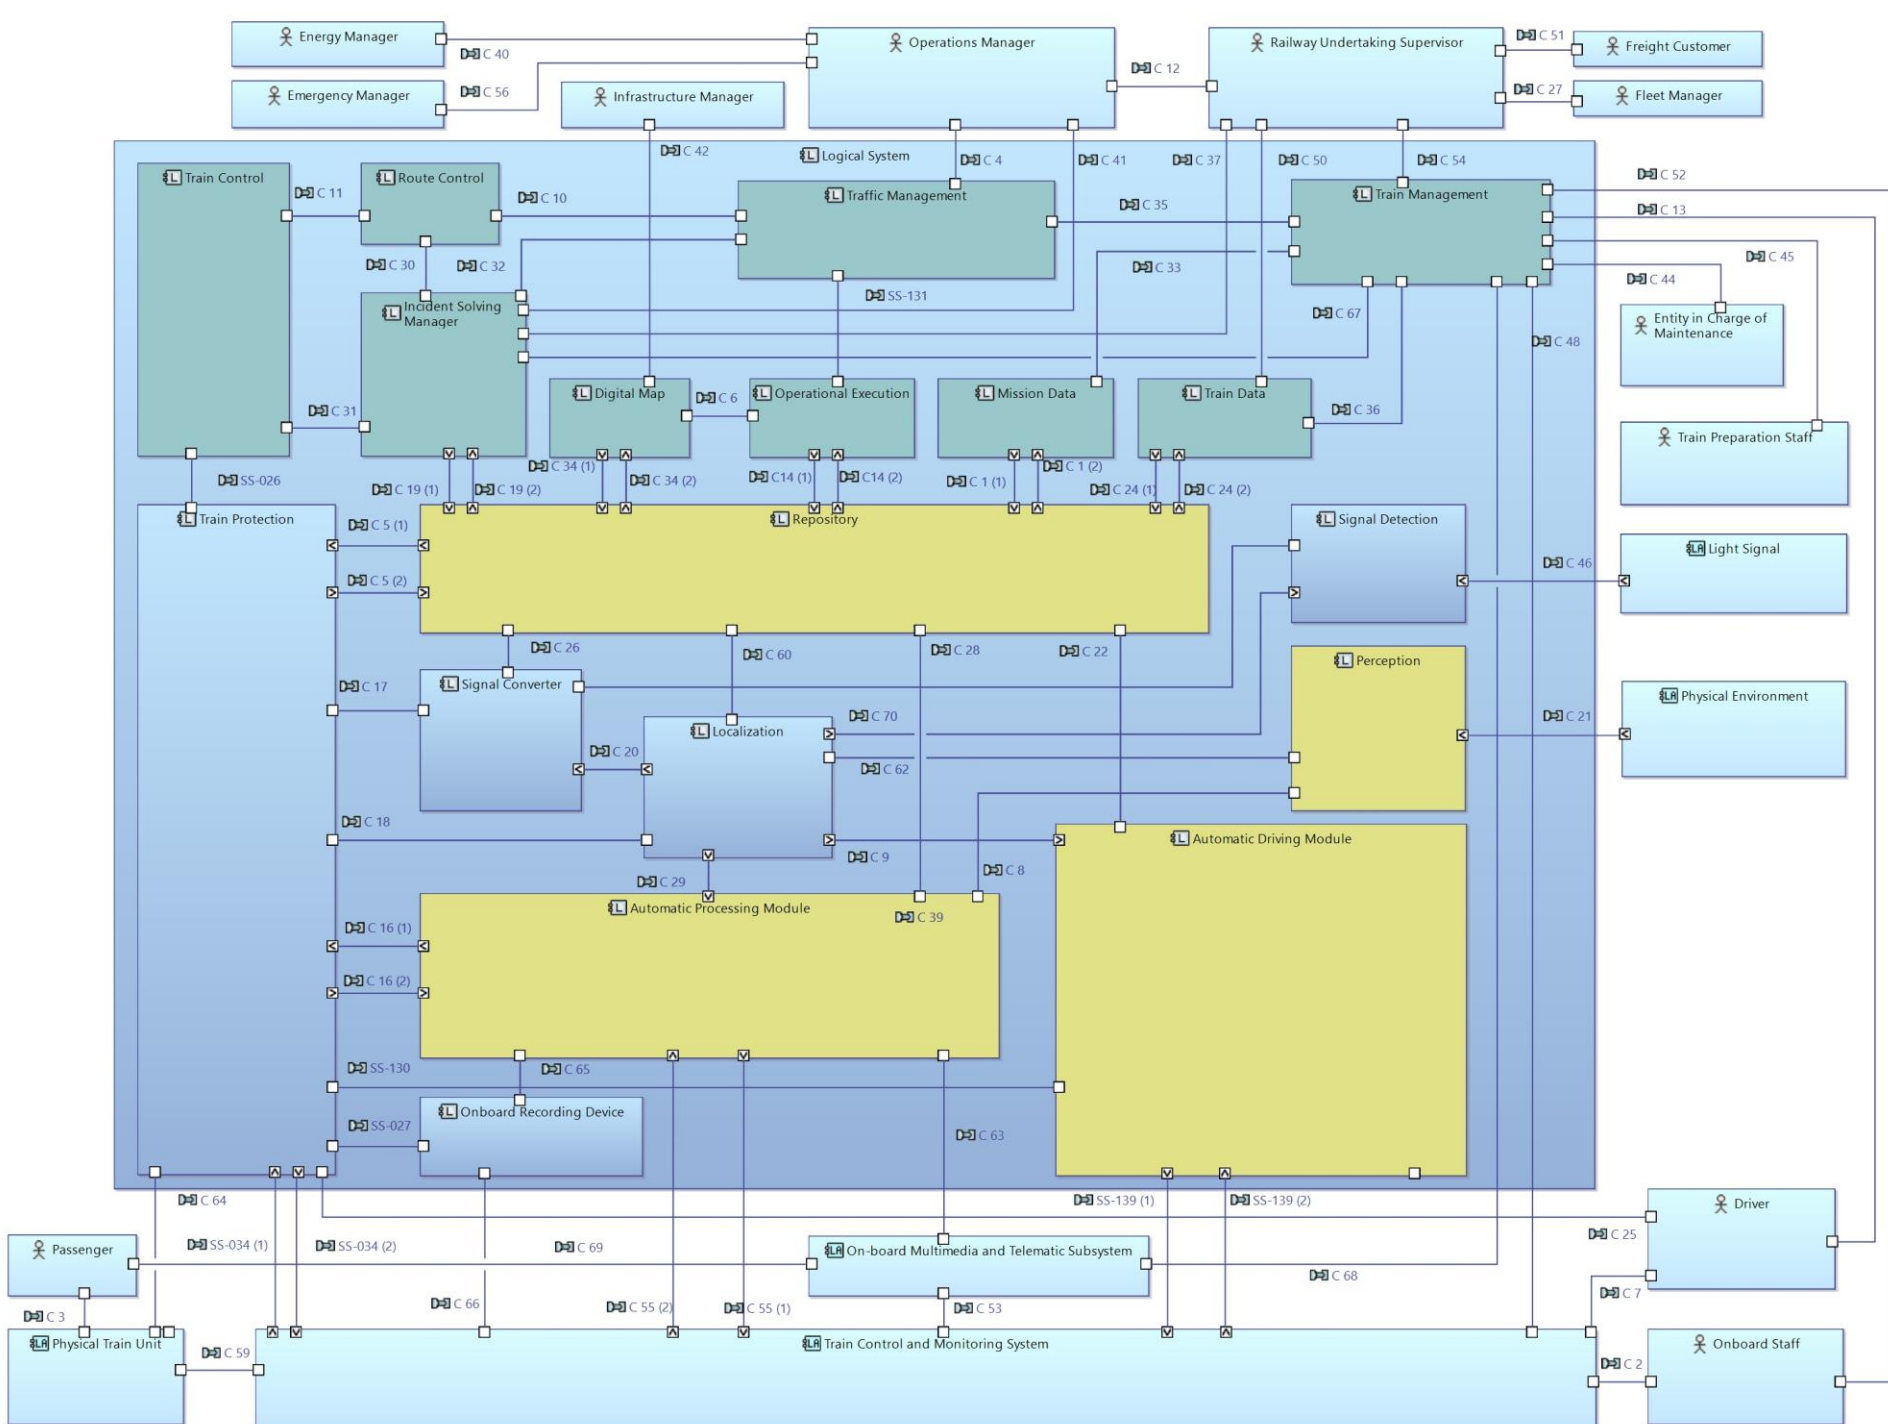 Energy Manager
C 40
Emergency Manager
C 56
Infrastructure Manager
Operations Manager
C 12
Railway Undertaking Supervisor
C 51
Freight Customer
C 27
Fleet Manager
Logical System
C 42
C 4
C 41
C 37
C 50
C 54
C 52
C 13
Train Control
C 11
Route Control
C 10
Traffic Management
C 35
Train Management
C 30
C 32
C 33
C 45
C 44
SS-131
Incident Solving
Manager
C 67
C 48
Entity in Charge of
Maintenance
Digital Map
C 6
Operational Execution
Mission Data
Train Data
C 36
C 31
Train Preparation Staff
SS-026
C 19 (1)
C 19 (2)
C 34 (1)
C 34 (2)
C14 (1)
C14 (2)
C 1 (1)
C 1 (2)
C 24 (1)
C 24 (2)
Train Protection
C 5 (1)
C 5 (2)
Repository
Signal Detection
Light Signal
C 46
C 26
C 60
C 28
C 22
C 17
Signal Converter
Perception
Physical Environment
C 21
Localization
C 70
C 20
C 62
C 18
C 9
C 8
C 29
Automatic Driving Module
Automatic Processing Module
C 39
C 16 (1)
C 16 (2)
SS-130
C 65
Onboard Recording Device
SS-027
C 63
C 64
SS-139 (1)
SS-139 (2)
Driver
C 25
Passenger
SS-034 (1)
SS-034 (2)
C 69
On-board Multimedia and Telematic Subsystem
C 68
C 7
C 3
C 66
C 55 (2)
C 55 (1)
C 53
Physical Train Unit
C 59
Train Control and Monitoring System
C 2
Onboard Staff